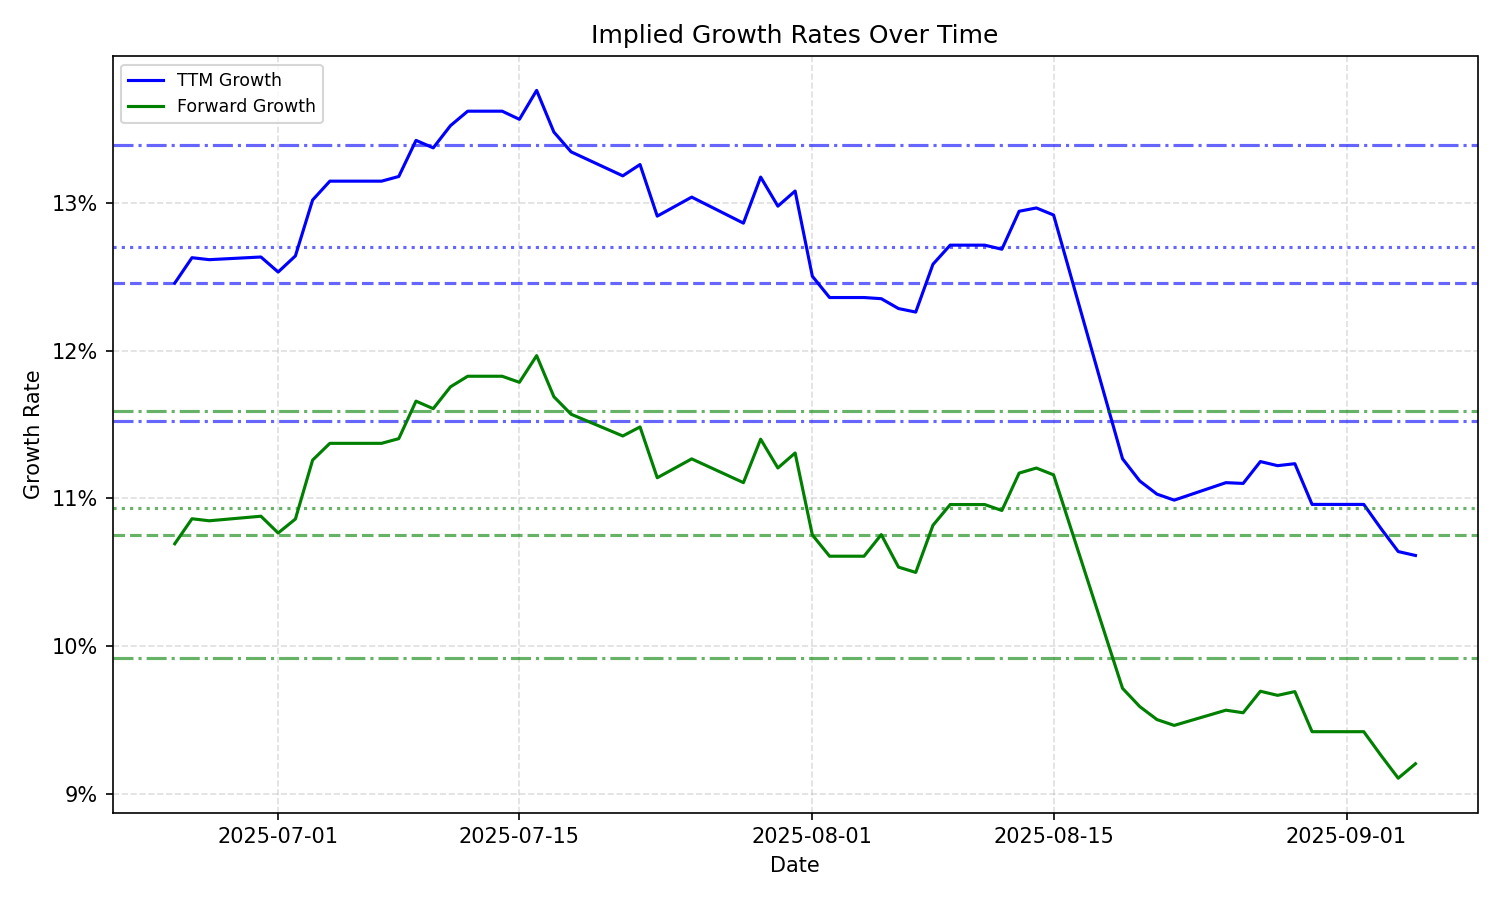 Implied Growth Rates Over Time
TTM Growth
Forward Growth
Growth Rate
13%
12%
11%
10%
9%
2025-07-01
2025-07-15
2025-08-01
2025-08-15
2025-09-01
Date